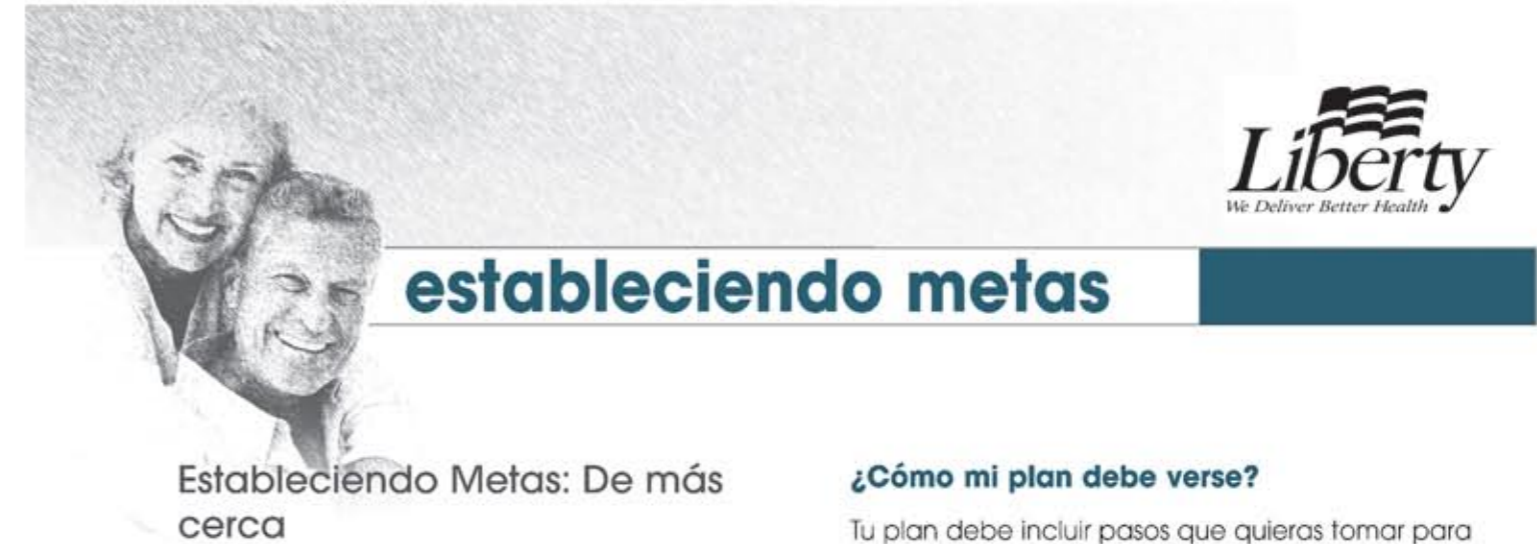 Liberty
We Deliver Better Health
estableciendo metas
Estableciendo Metas: De más
cerca
¿Cómo mi plan debe verse?
Tu plan debe incluir pasos que quieras tomar para